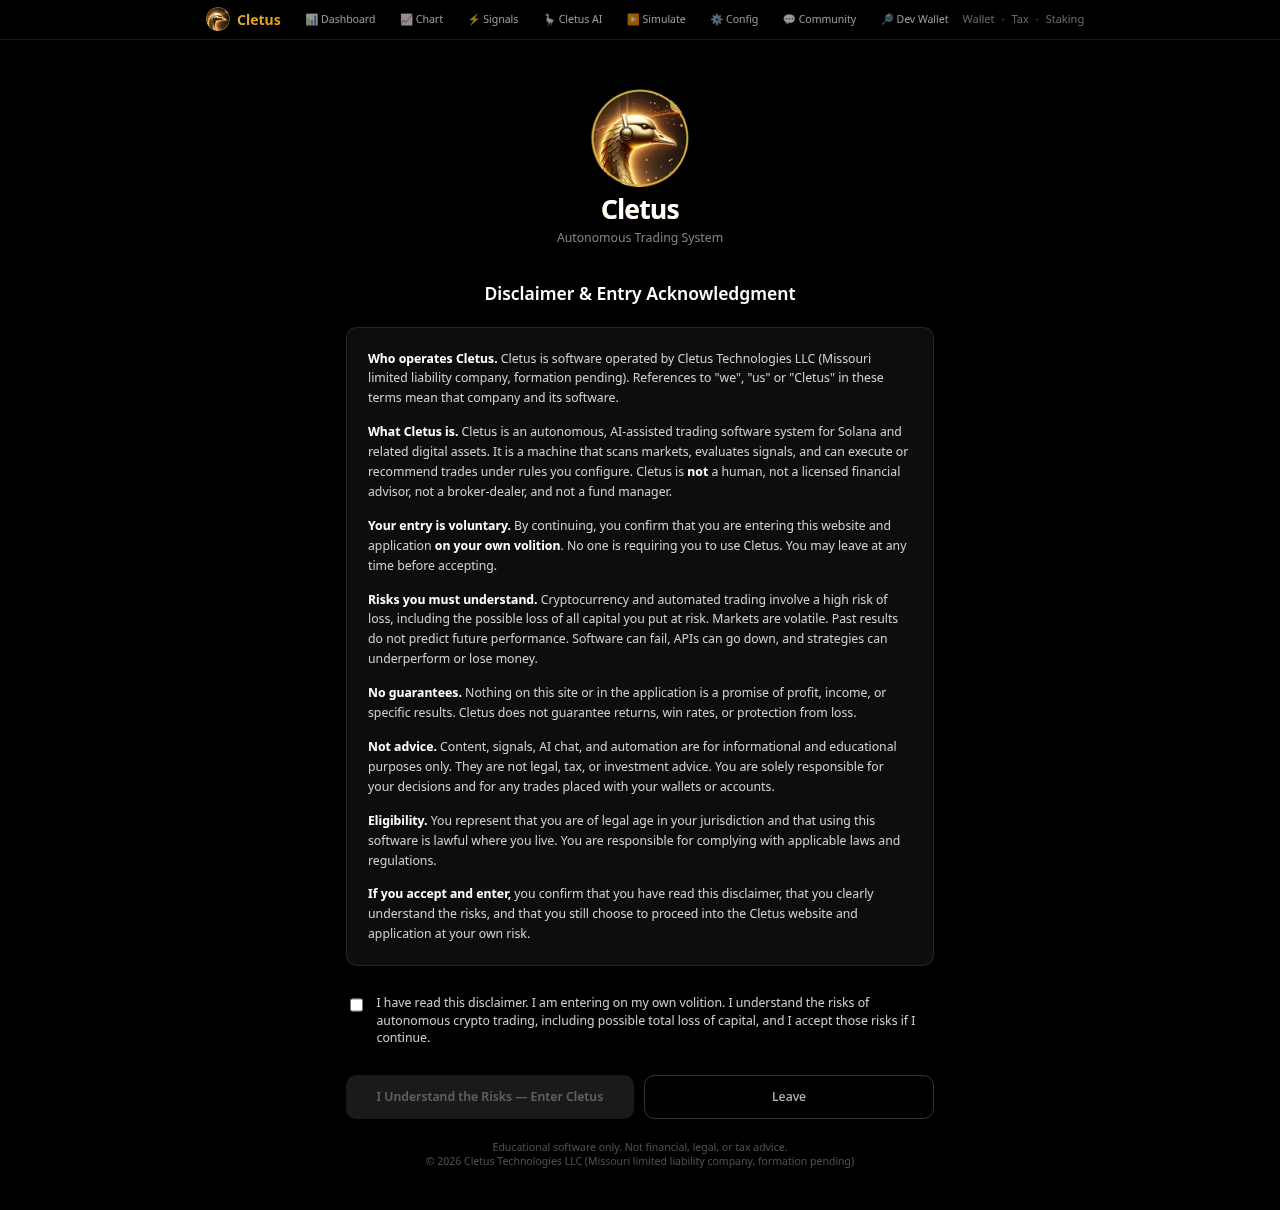 Cletus 📊 Dashboard 📈 Chart ⚡ Signals 🦤 Cletus AI ▶️ Simulate ⚙️ Config 💬 Community 🔎 Dev Wallet Wallet · Tax · Staking
Cletus
Autonomous Trading System
Disclaimer & Entry Acknowledgment
Who operates Cletus. Cletus is software operated by Cletus Technologies LLC (Missouri
limited liability company, formation pending). References to "we", "us" or "Cletus" in these
terms mean that company and its software.
What Cletus is. Cletus is an autonomous, AI-assisted trading software system for Solana and
related digital assets. It is a machine that scans markets, evaluates signals, and can execute or
recommend trades under rules you configure. Cletus is not a human, not a licensed financial
advisor, not a broker-dealer, and not a fund manager.
Your entry is voluntary. By continuing, you confirm that you are entering this website and
application on your own volition. No one is requiring you to use Cletus. You may leave at any
time before accepting.
Risks you must understand. Cryptocurrency and automated trading involve a high risk of
loss, including the possible loss of all capital you put at risk. Markets are volatile. Past results
do not predict future performance. Software can fail, APIs can go down, and strategies can
underperform or lose money.
No guarantees. Nothing on this site or in the application is a promise of profit, income, or
specific results. Cletus does not guarantee returns, win rates, or protection from loss.
Not advice. Content, signals, AI chat, and automation are for informational and educational
purposes only. They are not legal, tax, or investment advice. You are solely responsible for
your decisions and for any trades placed with your wallets or accounts.
Eligibility. You represent that you are of legal age in your jurisdiction and that using this
software is lawful where you live. You are responsible for complying with applicable laws and
regulations.
If you accept and enter, you confirm that you have read this disclaimer, that you clearly
understand the risks, and that you still choose to proceed into the Cletus website and
application at your own risk.
I have read this disclaimer. I am entering on my own volition. I understand the risks of
autonomous crypto trading, including possible total loss of capital, and I accept those risks if I
continue.
I Understand the Risks — Enter Cletus
Leave
Educational software only. Not financial, legal, or tax advice.
© 2026 Cletus Technologies LLC (Missouri limited liability company, formation pending)